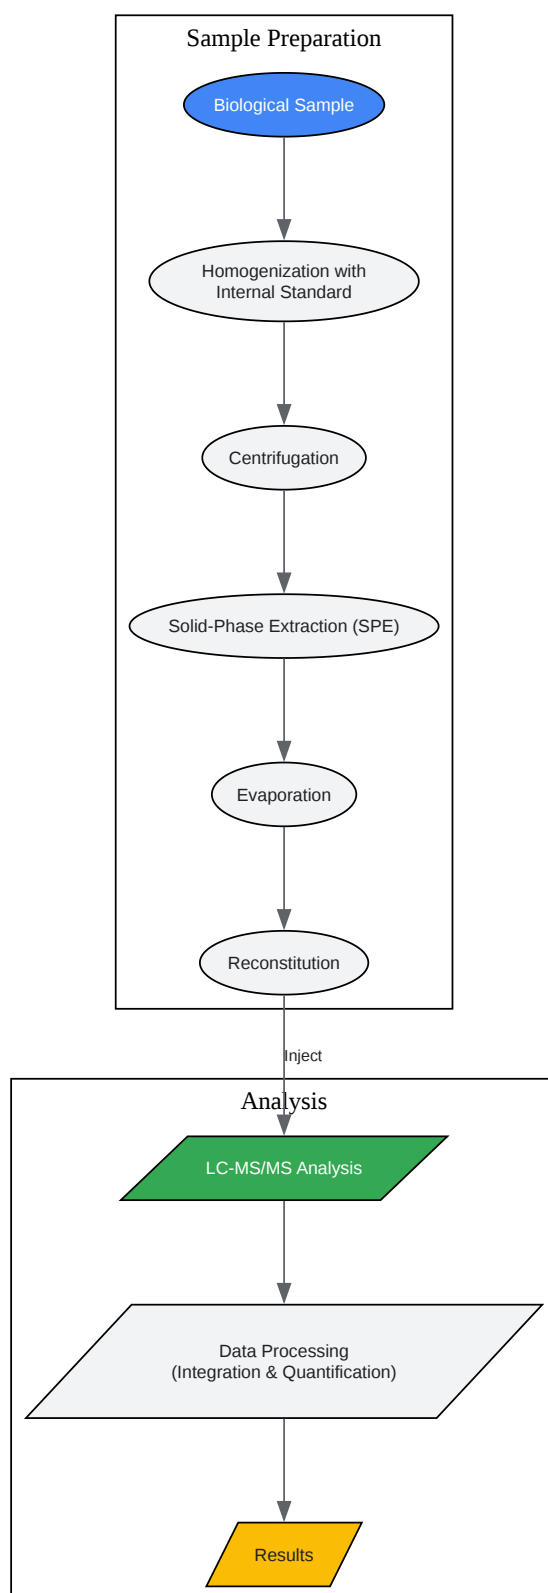 Sample Preparation
Biological Sample
Homogenization with
Internal Standard
Centrifugation
Solid-Phase Extraction (SPE)
Evaporation
Reconstitution
Inject
Analysis
LC-MS/MS Analysis
Data Processing
(Integration & Quantification)
Results